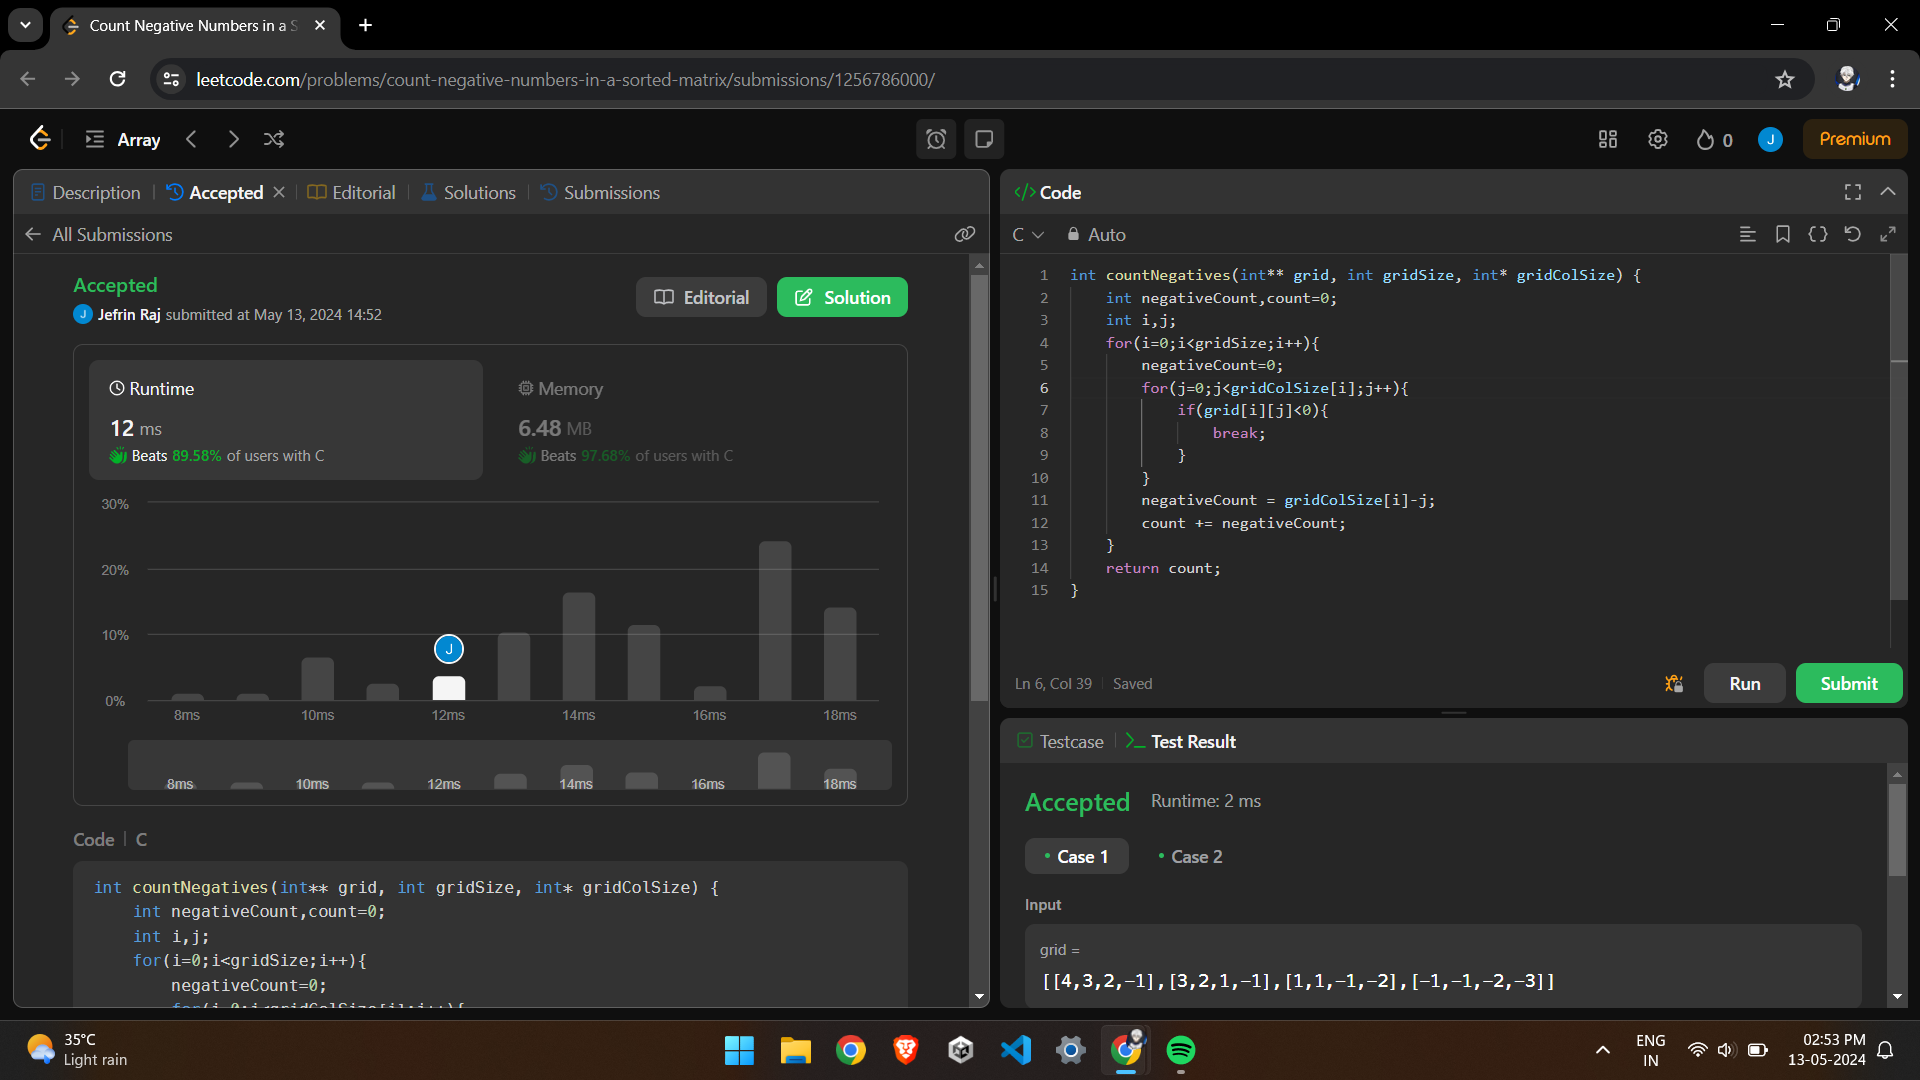 Count Negative Numbers in a S
leetcode.com/problems/count-negative-numbers-in-a-sorted-matrix/submissions/1256786000/
Array
0
J
Premium
Description
Accepted
Editorial
Solutions
Submissions
All Submissions
Accepted
Editorial
Solution
J
Jefrin Raj submitted at May 13, 2024 14:52
Runtime
12 ms
Beats 89.58% of users with C
Memory
6.48 MB
Beats 97.68% of users with C
30%
20%
10%
0%
J
8ms
10ms
12ms
14ms
16ms
18ms
8ms
10ms
12ms
14ms
16ms
18ms
Code
C
int countNegatives(int** grid, int gridSize, int* gridColSize) {
    int negativeCount,count=0;
    int i,j;
    for(i=0;i<gridSize;i++){
        negativeCount=0;
        for(j=0;j<gridColSize[i];j++){
</> Code
C
Auto
1 int countNegatives(int** grid, int gridSize, int* gridColSize) {
2     int negativeCount,count=0;
3     int i,j;
4     for(i=0;i<gridSize;i++){
5         negativeCount=0;
6         for(j=0;j<gridColSize[i];j++){
7             if(grid[i][j]<0){
8                 break;
9             }
10         }
11         negativeCount = gridColSize[i]-j;
12         count += negativeCount;
13     }
14     return count;
15 }
Ln 6, Col 39
Saved
Run
Submit
Testcase
Test Result
Accepted
Runtime: 2 ms
Case 1
Case 2
Input
grid =
[[4,3,2,-1],[3,2,1,-1],[1,1,-1,-2],[-1,-1,-2,-3]]
35°C
Light rain
ENG
IN
02:53 PM
13-05-2024